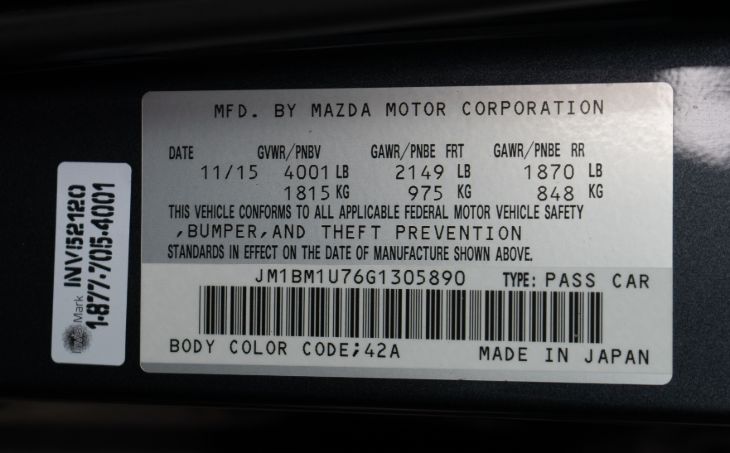 MFD. BY MAZDA MOTOR CORPORATION
DATE GVWR/PNBV GAWR/PNBE FRT GAWR/PNBE RR
11/15 4001 LB 2149 LB 1870 LB
1815 KG 975 KG 848 KG
THIS VEHICLE CONFORMS TO ALL APPLICABLE FEDERAL MOTOR VEHICLE SAFETY
,BUMPER,AND THEFT PREVENTION
STANDARDS IN EFFECT ON THE DATE OF MANUFACTURE SHOWN ABOVE.
JM1BM1U76G1305890 TYPE: PASS CAR
BODY COLOR CODE;42A MADE IN JAPAN
Mark
INV52120
1-877-705-4001